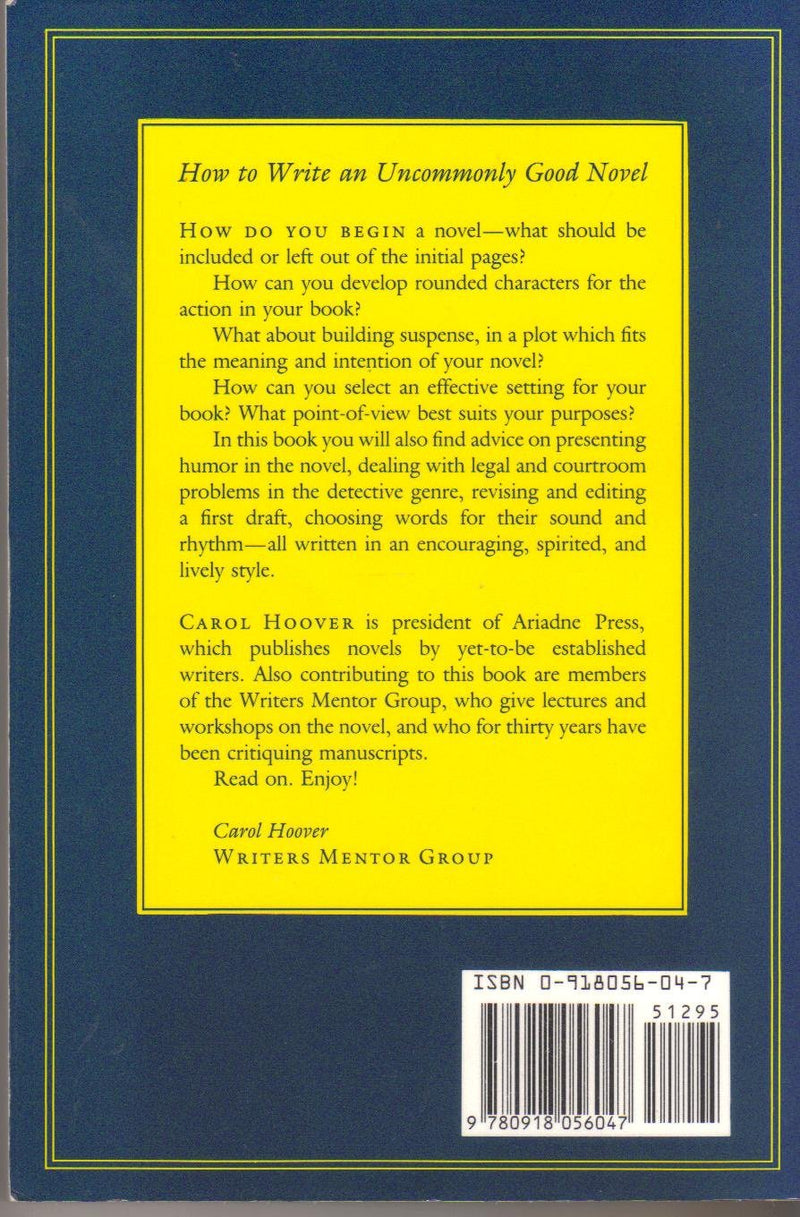 How to Write an Uncommonly Good Novel
HOW DO YOU BEGIN a novel—what should be
included or left out of the initial pages?
How can you develop rounded characters for the
action in your book?
What about building suspense, in a plot which fits
the meaning and intention of your novel?
How can you select an effective setting for your
book? What point-of-view best suits your purposes?
In this book you will also find advice on presenting
humor in the novel, dealing with legal and courtroom
problems in the detective genre, revising and editing
a first draft, choosing words for their sound and
rhythm—all written in an encouraging, spirited, and
lively style.
CAROL HOOVER is president of Ariadne Press,
which publishes novels by yet-to-be established
writers. Also contributing to this book are members
of the Writers Mentor Group, who give lectures and
workshops on the novel, and who for thirty years have
been critiquing manuscripts.
Read on. Enjoy!
Carol Hoover
WRITERS MENTOR GROUP
ISBN 0-918056-04-7
51295
9 780918 056047